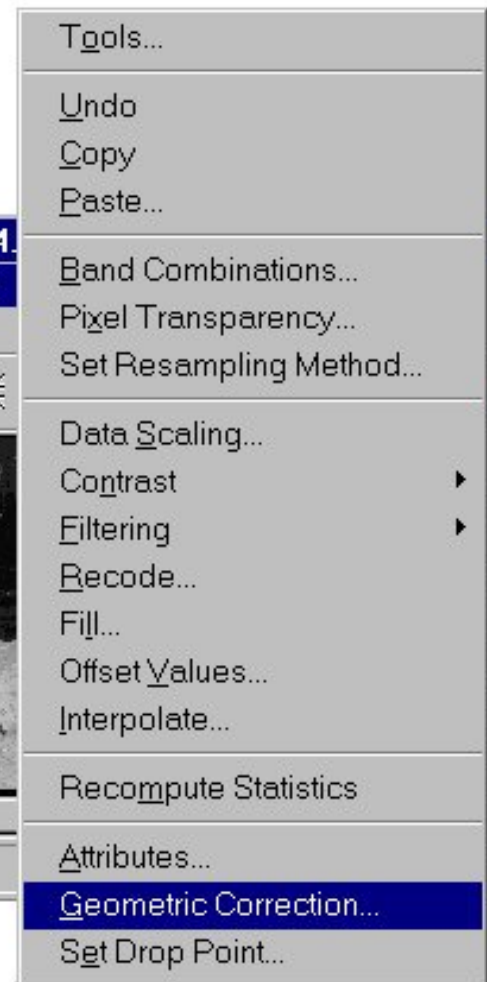 Tools...
Undo
Copy
Paste...
Band Combinations...
Pixel Transparency...
Set Resampling Method...
Data Scaling...
Contrast
Filtering
Recode...
Fill...
Offset Values...
Interpolate...
Recompute Statistics
Attributes...
Geometric Correction...
Set Drop Point...